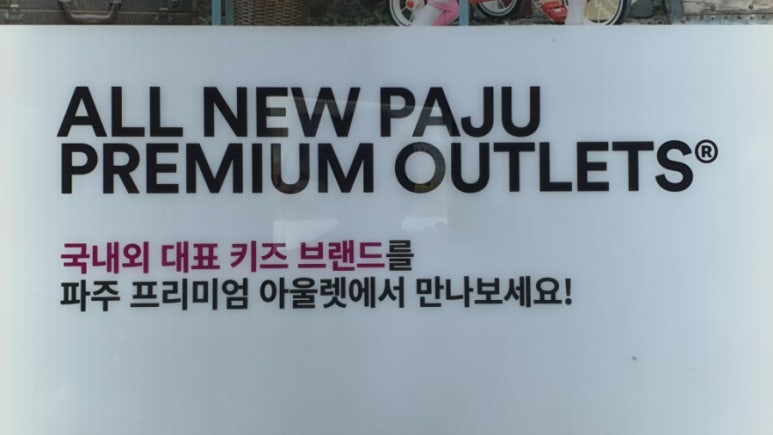 ALL NEW PAJU
PREMIUM OUTLETS®
국내외 대표 키즈 브랜드를
파주 프리미엄 아울렛에서 만나보세요!